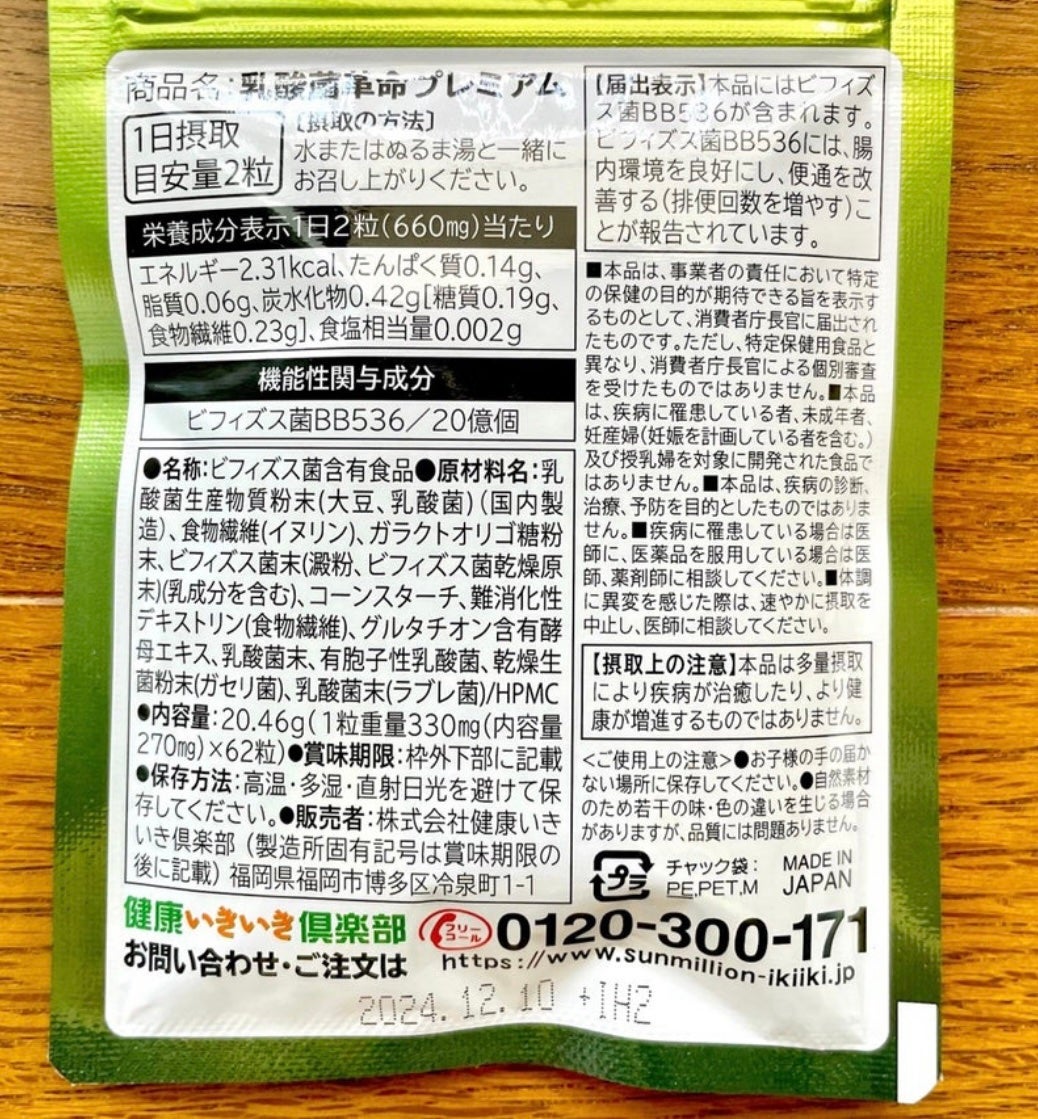 商品名:乳酸菌革命プレミアム
1日摂取
目安量2粒
〔摂取の方法〕
水またはぬるま湯と一緒に
お召し上がりください。
栄養成分表示1日2粒(660mg)当たり
エネルギー2.31kcal、たんぱく質0.14g、
脂質0.06g、炭水化物0.42g[糖質0.19g、
食物繊維0.23g]、食塩相当量0.002g
機能性関与成分
ビフィズス菌BB536/20億個
●名称:ビフィズス菌含有食品●原材料名:乳
酸菌生産物質粉末(大豆、乳酸菌)(国内製
造)、食物繊維(イヌリン)、ガラクトオリゴ糖粉
末、ビフィズス菌末(澱粉、ビフィズス菌乾燥原
末)(乳成分を含む)、コーンスターチ、難消化性
デキストリン(食物繊維)、グルタチオン含有酵
母エキス、乳酸菌末、有胞子性乳酸菌、乾燥生
菌粉末(ガセリ菌)、乳酸菌末(ラブレ菌)/HPMC
●内容量:20.46g(1粒重量330mg(内容量
270mg)×62粒)●賞味期限:枠外下部に記載
●保存方法:高温・多湿・直射日光を避けて保
存してください。●販売者:株式会社健康いき
いき倶楽部(製造所固有記号は賞味期限の
後に記載)福岡県福岡市博多区冷泉町1-1
【届出表示】本品にはビフィズ
ス菌BB536が含まれます。
ビフィズス菌BB536には、腸
内環境を良好にし、便通を改
善する(排便回数を増やす)こ
とが報告されています。
■本品は、事業者の責任において特定
の保健の目的が期待できる旨を表示す
るものとして、消費者庁長官に届出され
たものです。ただし、特定保健用食品と
異なり、消費者庁長官による個別審査
を受けたものではありません。■本品
は、疾病に罹患している者、未成年者、
妊産婦(妊娠を計画している者を含む。)
及び授乳婦を対象に開発された食品で
はありません。■本品は、疾病の診断、
治療、予防を目的としたものではありま
せん。■疾病に罹患している場合は医
師に、医薬品を服用している場合は医
師、薬剤師に相談してください。■体調
に異変を感じた際は、速やかに摂取を
中止し、医師に相談してください。
【摂取上の注意】本品は多量摂取
により疾病が治癒したり、より健
康が増進するものではありません。
<ご使用上の注意>●お子様の手の届か
ない場所に保存してください。●自然素材
のため若干の味・色の違いを生じる場合
がありますが、品質には問題ありません。
プラ
チャック袋:
PE,PET,M
MADE IN
JAPAN
健康いきいき倶楽部
フリーコール
0120-300-171
お問い合わせ・ご注文は
https://www.sunmillion-ikiiki.jp
2024.12.10 +IH2